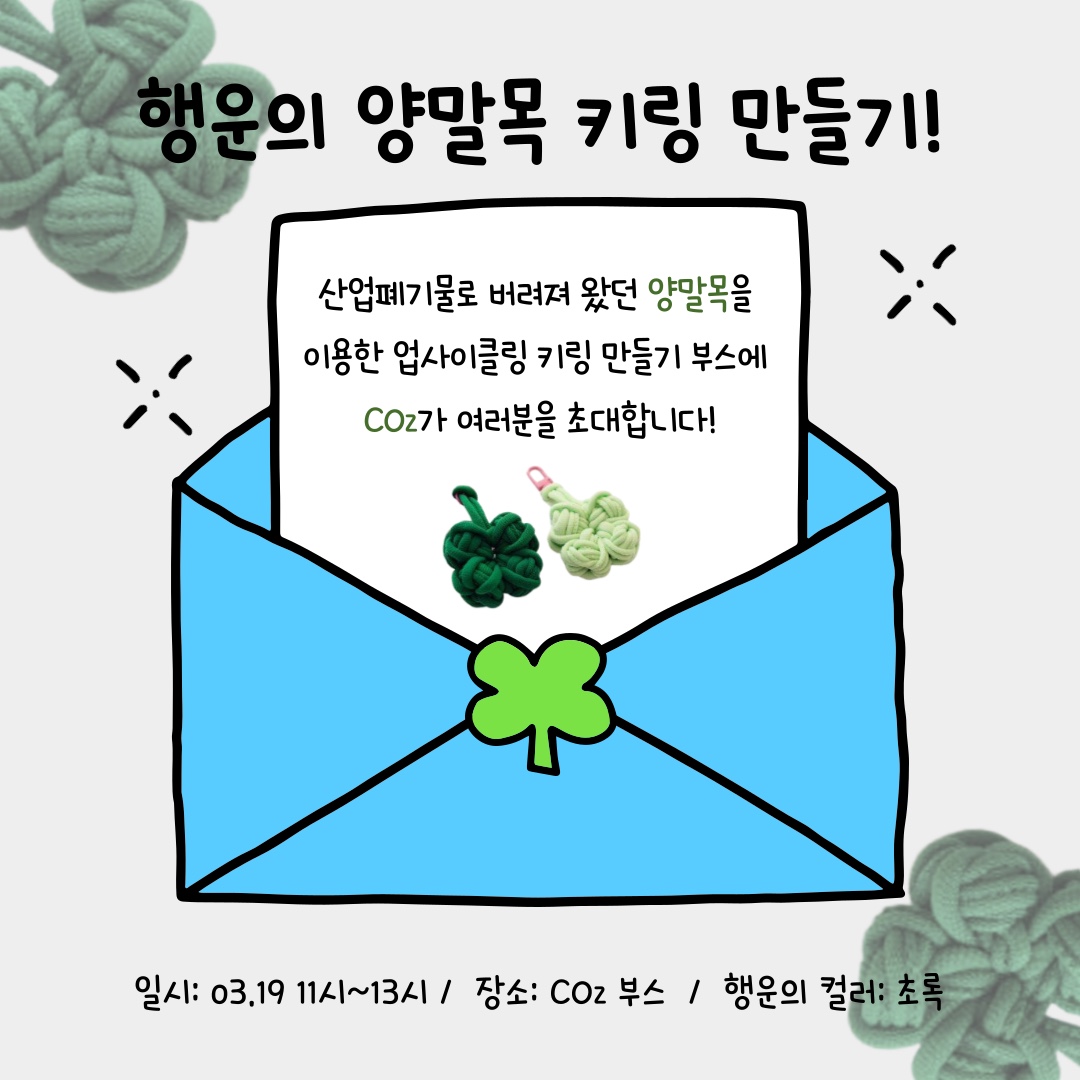 행운의 양말목 키링 만들기!
산업폐기물로 버려져 왔던 양말목을
이용한 업사이클링 키링 만들기 부스에
CO2가 여러분을 초대합니다!
일시: 03.19 11시~13시 / 장소: CO2 부스 / 행운의 컬러: 초록